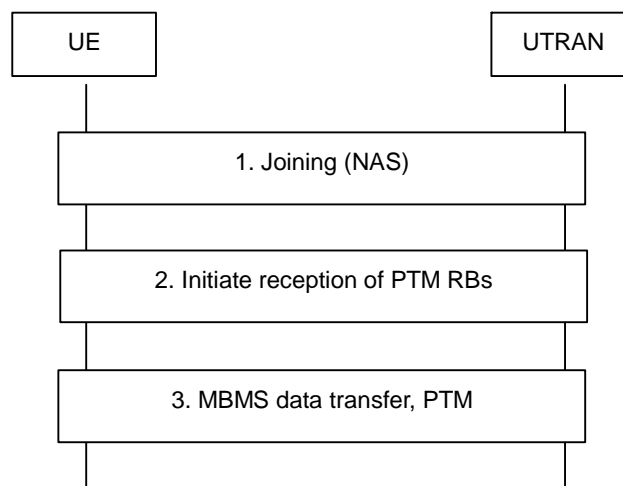 UE
UTRAN
1. Joining (NAS)
2. Initiate reception of PTM RBs
3. MBMS data transfer, PTM